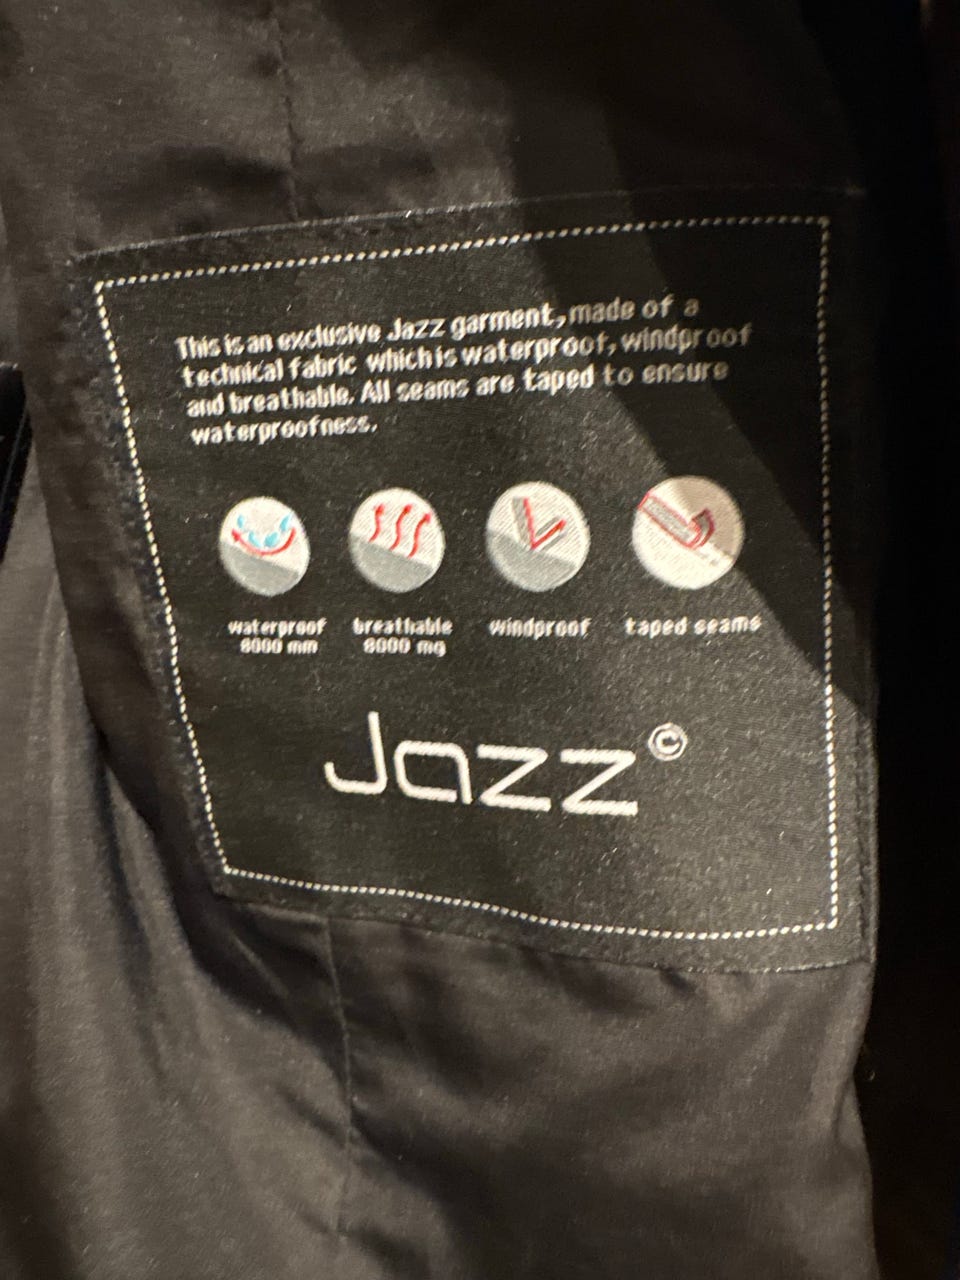 This is an exclusive Jazz garment, made of a
technical fabric which is waterproof, windproof
and breathable. All seams are taped to ensure
waterproofness.
waterproof
8000 mm
breathable
8000 mg
windproof
taped seams
Jazz©